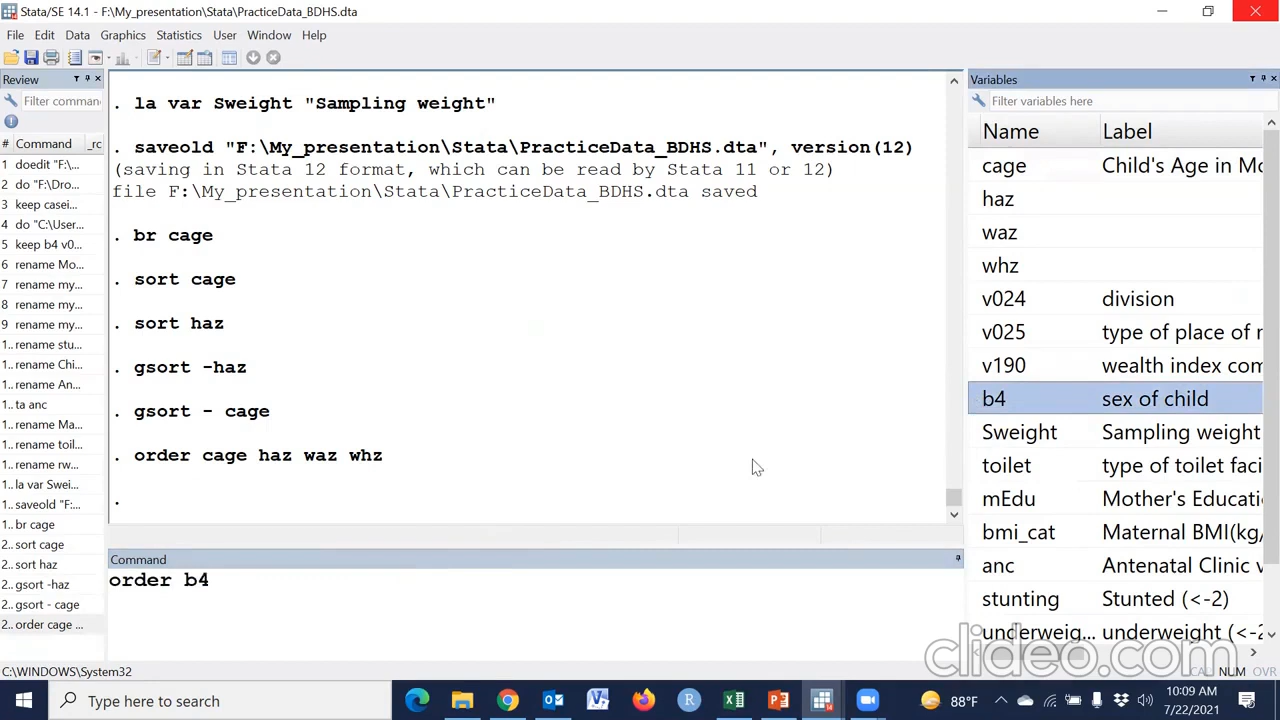 Stata/SE 14.1 - F:\My_presentation\Stata\PracticeData_BDHS.dta
File Edit Data Graphics Statistics User Window Help
Review
Filter comman
# Command _rc
1 doedit "F:\...
2 do "F:\Dro...
3 keep casei...
4 do "C:\User...
5 keep b4 v0...
6 rename Mo...
7 rename my...
8 rename my...
9 rename my...
1.. rename stu...
1.. rename Chi...
1.. rename An...
1.. ta anc
1.. rename Ma...
1.. rename toil...
1.. rename rw...
1.. la var Swei...
1.. saveold "F:...
1.. br cage
2.. sort cage
2.. sort haz
2.. gsort -haz
2.. gsort - cage
2.. order cage ...
. la var Sweight "Sampling weight"
. saveold "F:\My_presentation\Stata\PracticeData_BDHS.dta", version(12)
(saving in Stata 12 format, which can be read by Stata 11 or 12)
file F:\My_presentation\Stata\PracticeData_BDHS.dta saved
. br cage
. sort cage
. sort haz
. gsort -haz
. gsort - cage
. order cage haz waz whz
.
Command
order b4
Variables
Filter variables here
Name Label
cage Child's Age in Mo
haz
waz
whz
v024 division
v025 type of place of r
v190 wealth index com
b4 sex of child
Sweight Sampling weight
toilet type of toilet faci
mEdu Mother's Educati
bmi_cat Maternal BMI(kg/
anc Antenatal Clinic v
stunting Stunted (<-2)
underweig... underweight (<-2
clideo.com
C:\WINDOWS\System32
CAP NUM OVR
Type here to search
88°F
10:09 AM
7/22/2021